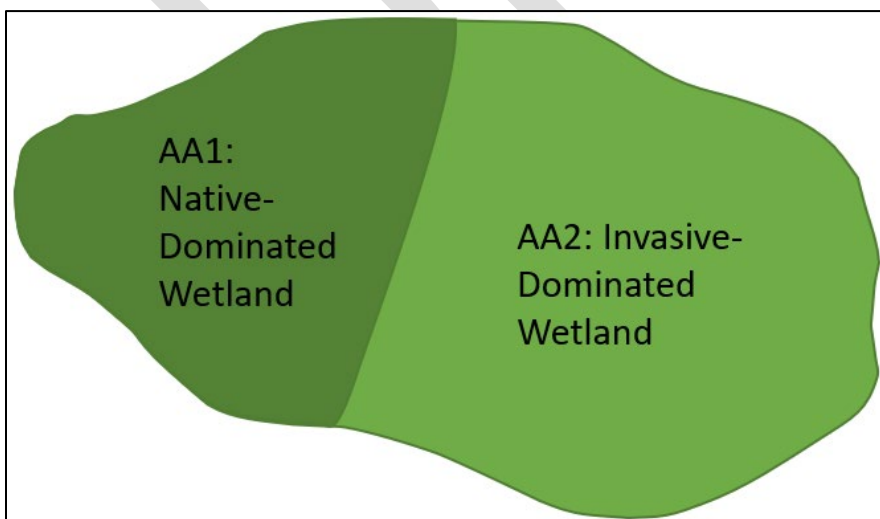 AA1:
Native-
Dominated
Wetland
AA2: Invasive-
Dominated
Wetland